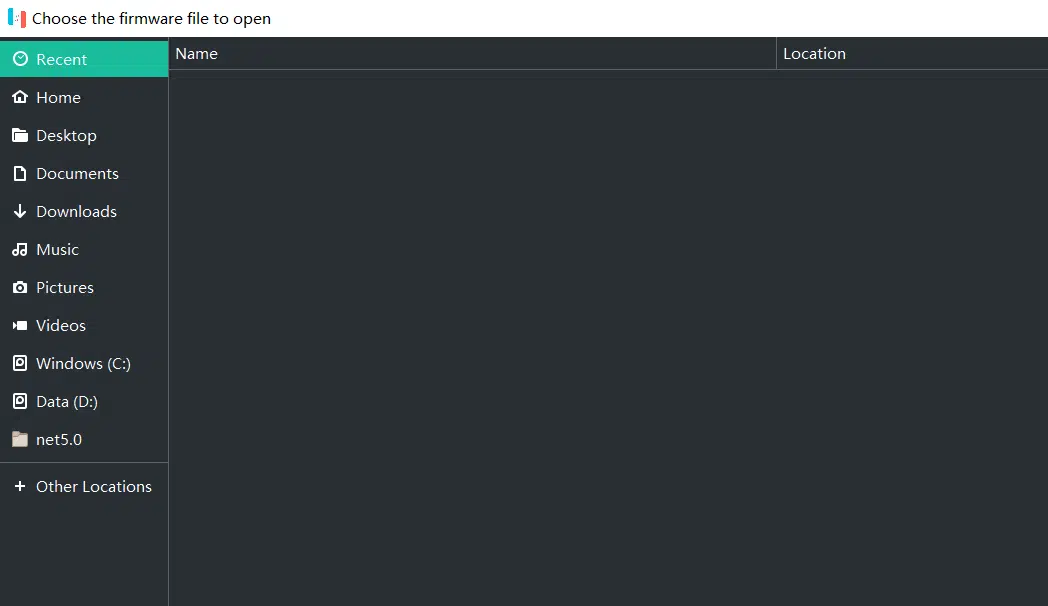 Choose the firmware file to open
Name
Location
Recent
Home
Desktop
Documents
Downloads
Music
Pictures
Videos
Windows (C:)
Data (D:)
net5.0
Other Locations